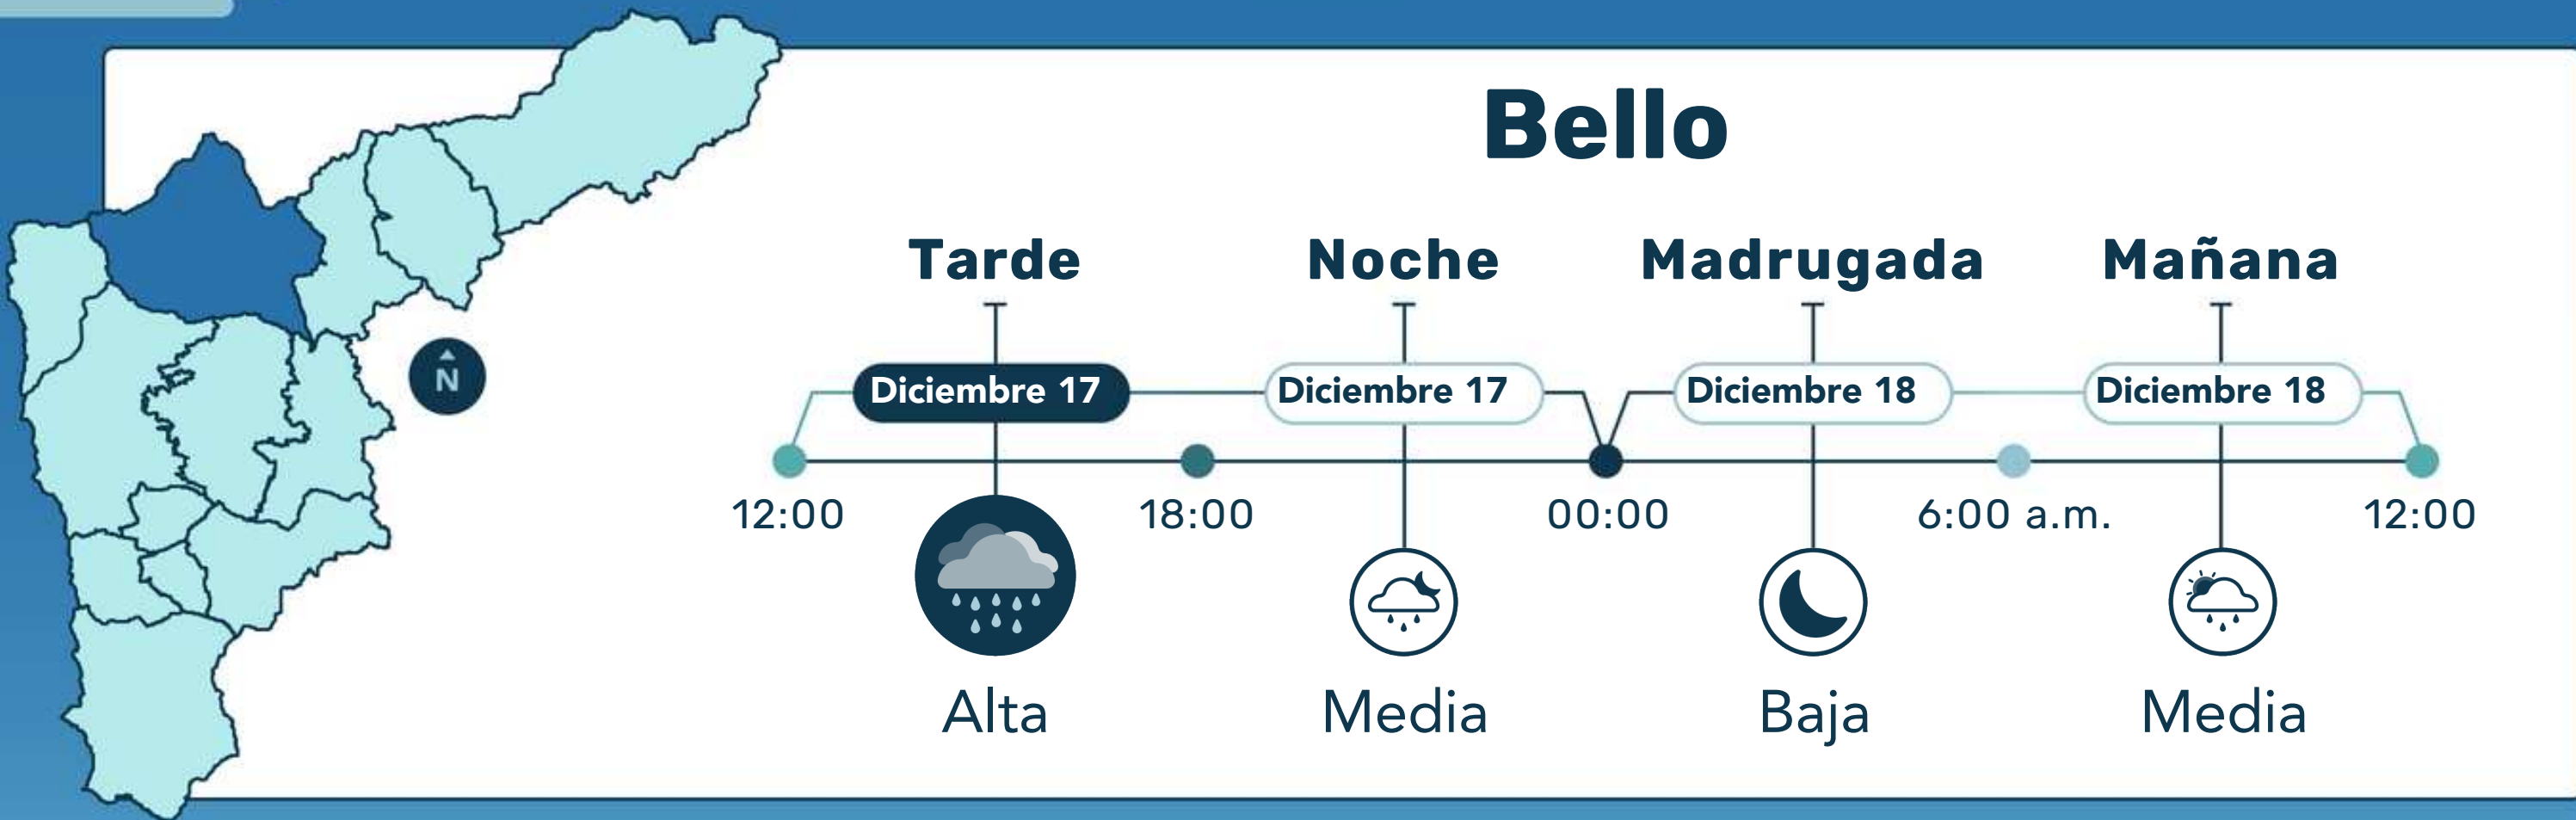 Bello
Tarde
Noche
Madrugada
Mañana
Diciembre 17
Diciembre 17
Diciembre 18
Diciembre 18
N
12:00
18:00
00:00
6:00 a.m.
12:00
Alta
Media
Baja
Media